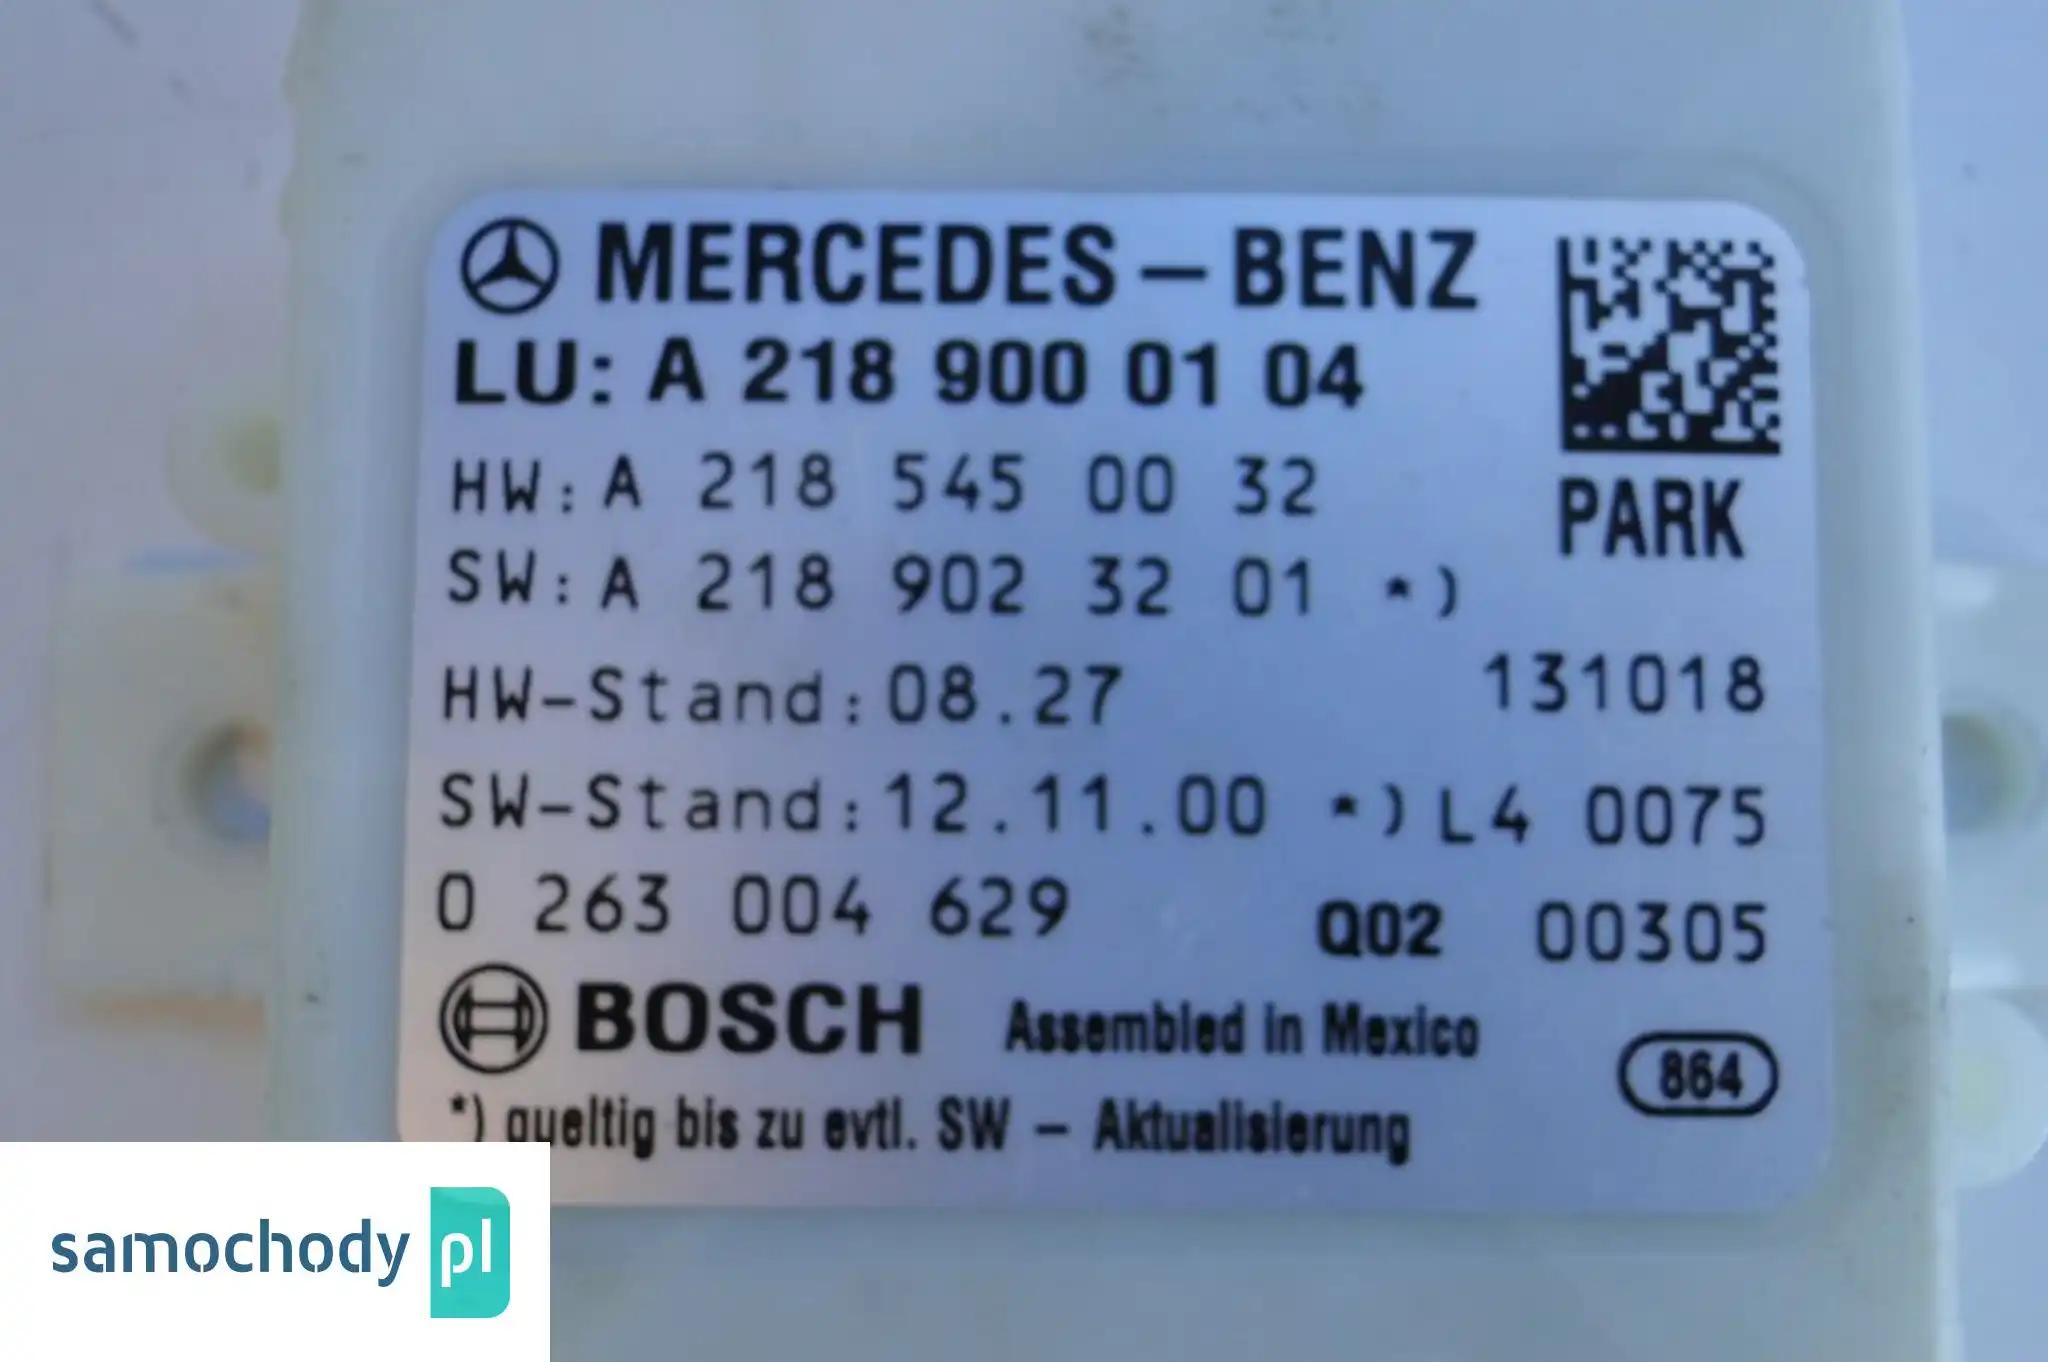 MERCEDES-BENZ
LU: A 218 900 01 04
HW: A 218 545 00 32
PARK
SW: A 218 902 32 01 *)
HW-Stand: 08.27 131018
SW-Stand: 12.11.00 *) L4 0075
0 263 004 629 Q02 00305
BOSCH Assembled in Mexico
864
*) gueltig bis zu evtl. SW - Aktualisierung
samochody pl